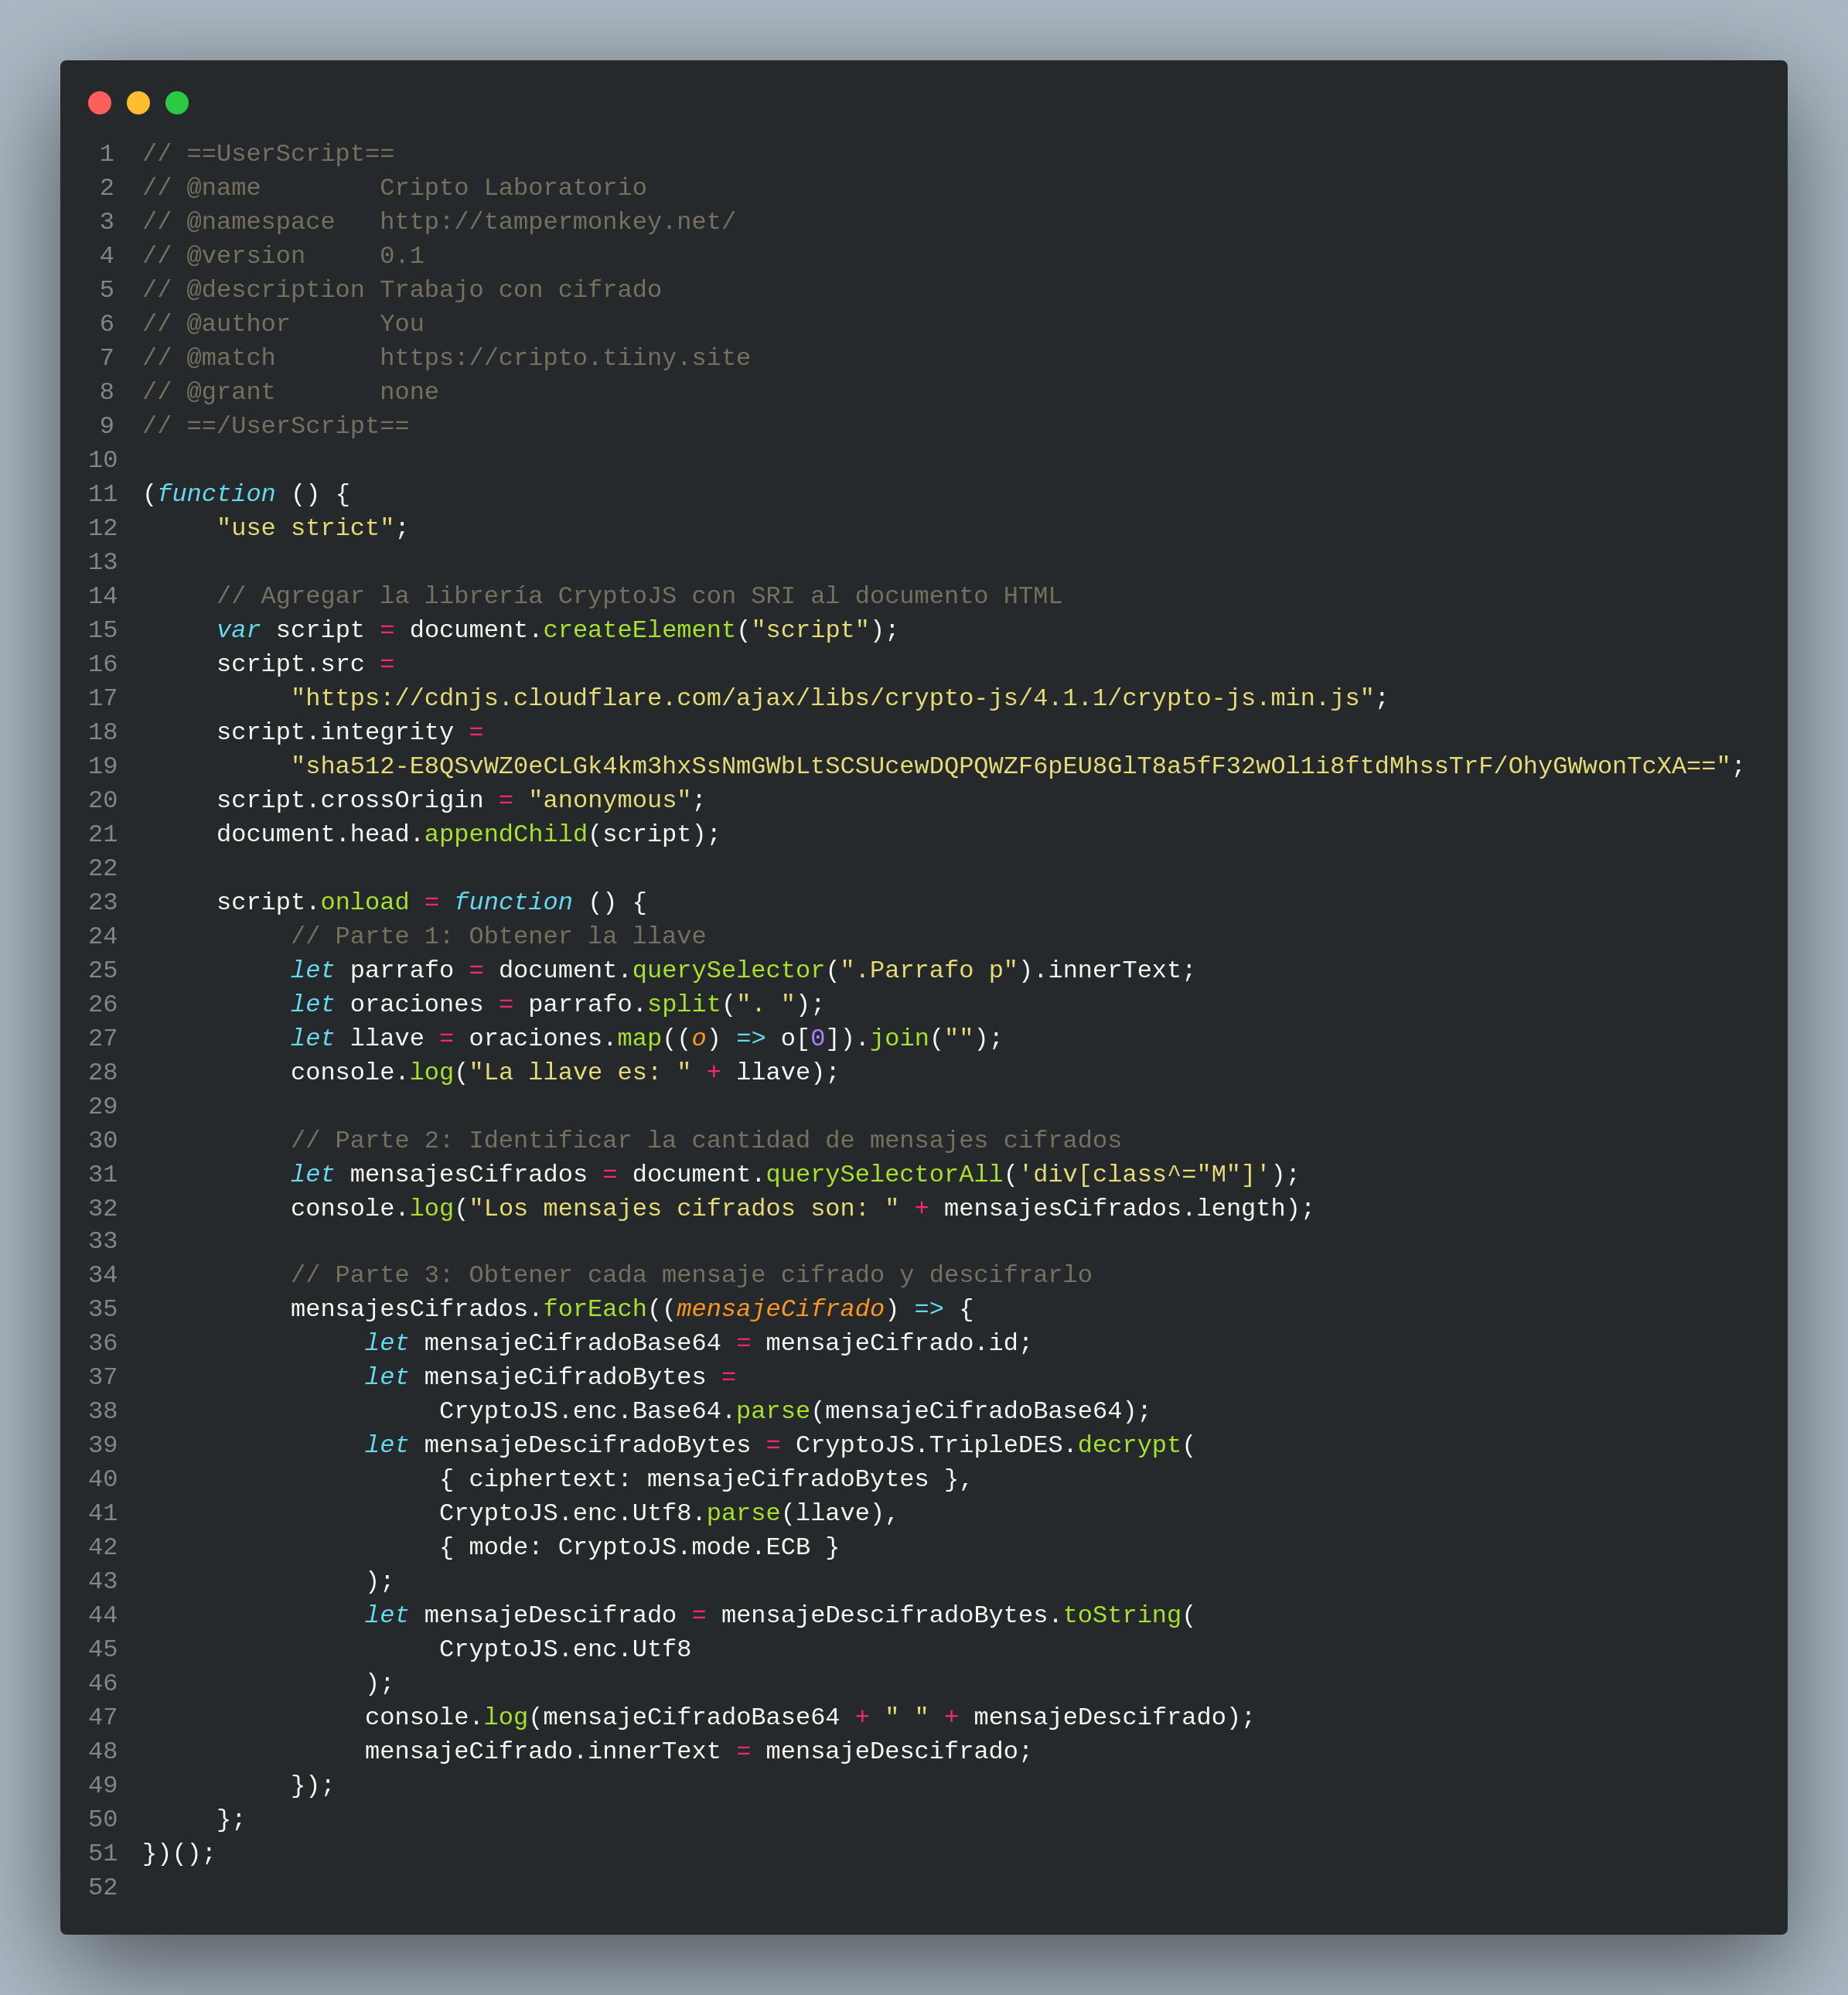 1 // ==UserScript==
2 // @name        Cripto Laboratorio
3 // @namespace   http://tampermonkey.net/
4 // @version     0.1
5 // @description Trabajo con cifrado
6 // @author      You
7 // @match       https://cripto.tiiny.site
8 // @grant       none
9 // ==/UserScript==
10
11 (function () {
12      "use strict";
13
14      // Agregar la librería CryptoJS con SRI al documento HTML
15      var script = document.createElement("script");
16      script.src =
17           "https://cdnjs.cloudflare.com/ajax/libs/crypto-js/4.1.1/crypto-js.min.js";
18      script.integrity =
19           "sha512-E8QSvWZ0eCLGk4km3hxSsNmGWbLtSCSUcewDQPQWZF6pEU8GlT8a5fF32wOl1i8ftdMhssTrF/OhyGWwonTcXA==";
20      script.crossOrigin = "anonymous";
21      document.head.appendChild(script);
22
23      script.onload = function () {
24           // Parte 1: Obtener la llave
25           let parrafo = document.querySelector(".Parrafo p").innerText;
26           let oraciones = parrafo.split(". ");
27           let llave = oraciones.map((o) => o[0]).join("");
28           console.log("La llave es: " + llave);
29
30           // Parte 2: Identificar la cantidad de mensajes cifrados
31           let mensajesCifrados = document.querySelectorAll('div[class^="M"]');
32           console.log("Los mensajes cifrados son: " + mensajesCifrados.length);
33
34           // Parte 3: Obtener cada mensaje cifrado y descifrarlo
35           mensajesCifrados.forEach((mensajeCifrado) => {
36                let mensajeCifradoBase64 = mensajeCifrado.id;
37                let mensajeCifradoBytes =
38                     CryptoJS.enc.Base64.parse(mensajeCifradoBase64);
39                let mensajeDescifradoBytes = CryptoJS.TripleDES.decrypt(
40                     { ciphertext: mensajeCifradoBytes },
41                     CryptoJS.enc.Utf8.parse(llave),
42                     { mode: CryptoJS.mode.ECB }
43                );
44                let mensajeDescifrado = mensajeDescifradoBytes.toString(
45                     CryptoJS.enc.Utf8
46                );
47                console.log(mensajeCifradoBase64 + " " + mensajeDescifrado);
48                mensajeCifrado.innerText = mensajeDescifrado;
49           });
50      };
51 })();
52